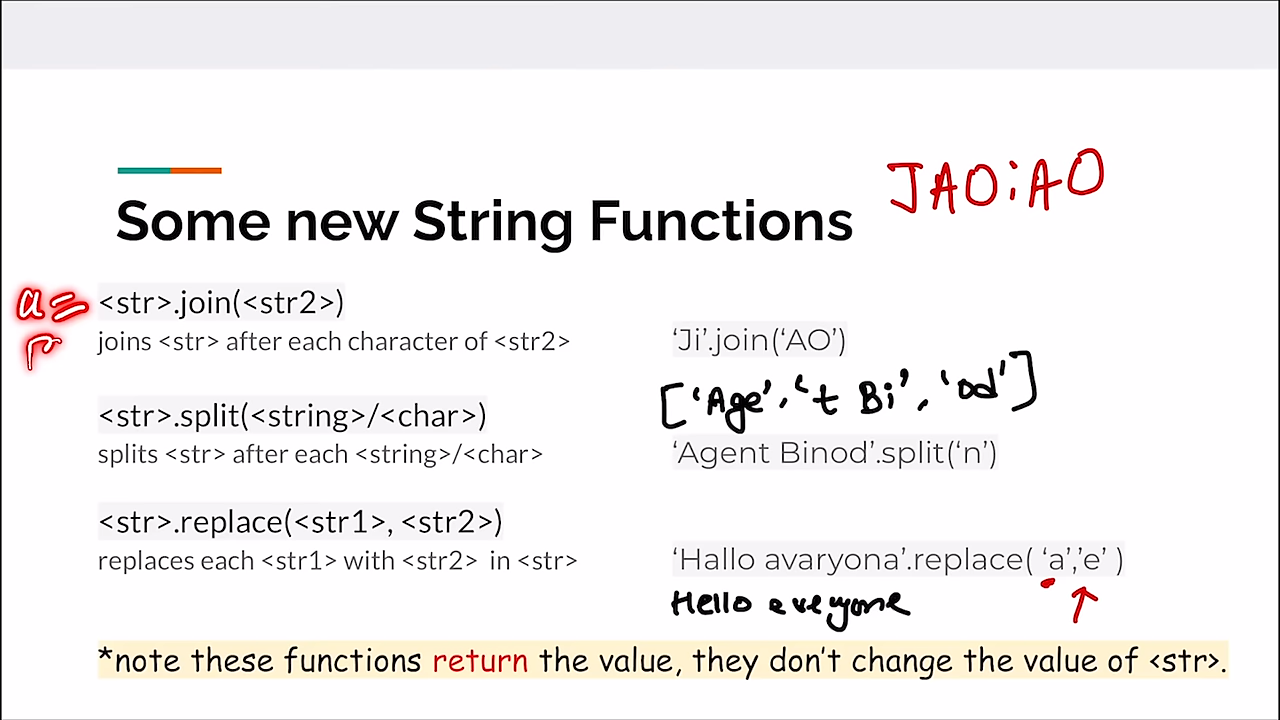 JAOiAO
Some new String Functions
a= <str>.join(<str2>)
joins <str> after each character of <str2>
‘Ji’.join(‘AO’)
[‘Age’, ‘t Bi’, ‘od’]
<str>.split(<string>/<char>)
splits <str> after each <string>/<char>
‘Agent Binod’.split(‘n’)
<str>.replace(<str1>, <str2>)
replaces each <str1> with <str2> in <str>
‘Hallo avaryona’.replace( ‘a’,’e’ )
Hello everyone
*note these functions return the value, they don’t change the value of <str>.